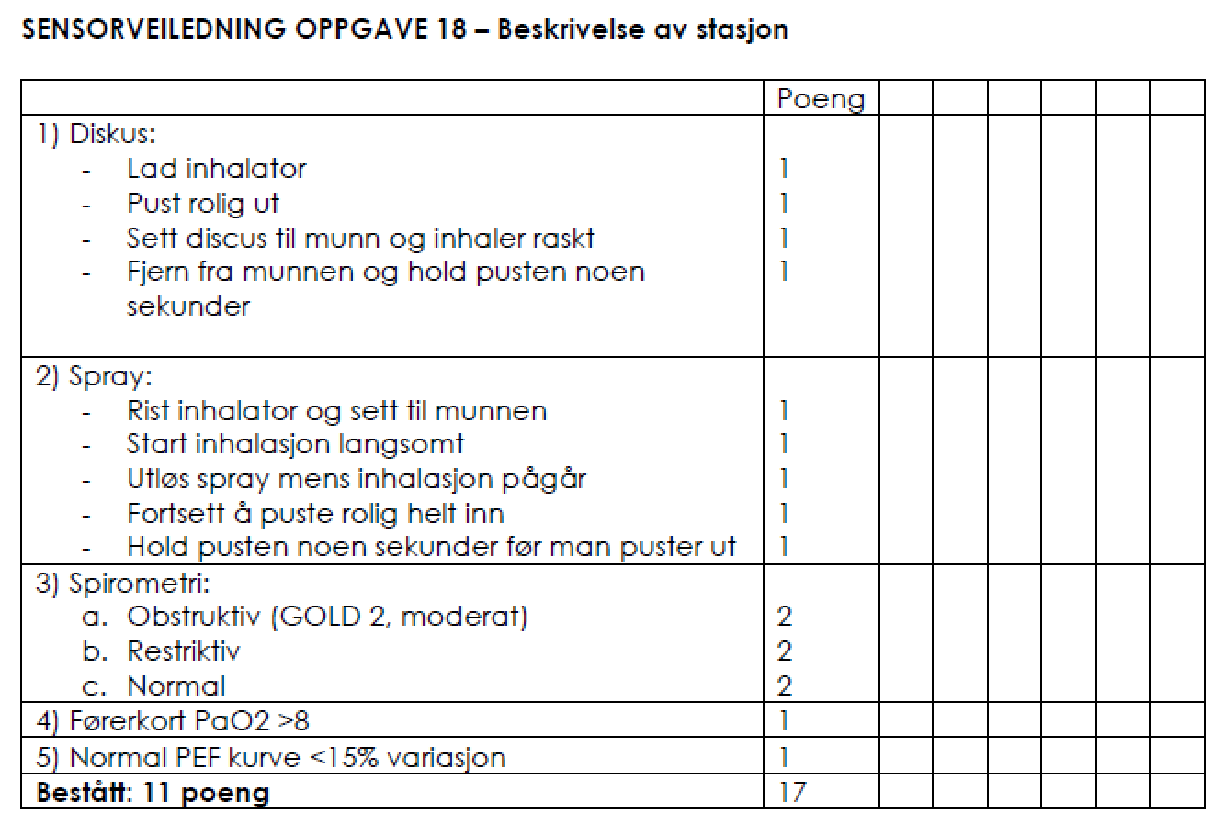 SENSORVEILEDNING OPPGAVE 18 – Beskrivelse av stasjon
Poeng
1) Diskus:
- Lad inhalator 1
- Pust rolig ut 1
- Sett discus til munn og inhaler raskt 1
- Fjern fra munnen og hold pusten noen 1
sekunder
2) Spray:
- Rist inhalator og sett til munnen 1
- Start inhalasjon langsomt 1
- Utløs spray mens inhalasjon pågår 1
- Fortsett å puste rolig helt inn 1
- Hold pusten noen sekunder før man puster ut 1
3) Spirometri:
a. Obstruktiv (GOLD 2, moderat) 2
b. Restriktiv 2
c. Normal 2
4) Førerkort PaO2 >8 1
5) Normal PEF kurve <15% variasjon 1
Bestått: 11 poeng 17